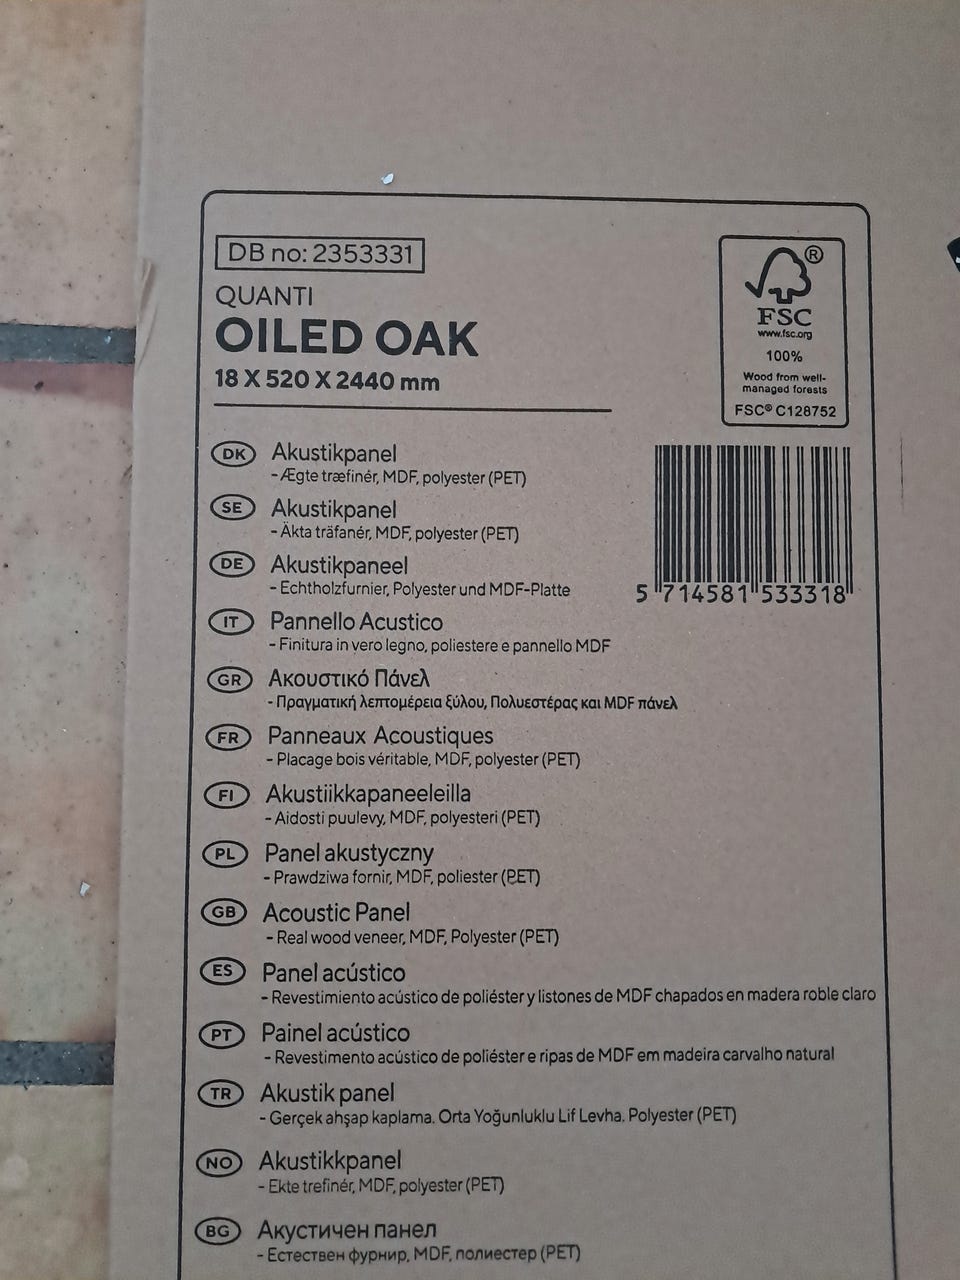 DB no: 2353331
QUANTI
OILED OAK
18 X 520 X 2440 mm
®
FSC
www.fsc.org
100%
Wood from well-
managed forests
FSC® C128752
DK Akustikpanel
- Ægte træfinér, MDF, polyester (PET)
SE Akustikpanel
- Äkta träfanér, MDF, polyester (PET)
DE Akustikpaneel
- Echtholzfurnier, Polyester und MDF-Platte
5 714581 533318
IT Pannello Acustico
- Finitura in vero legno, poliestere e pannello MDF
GR Ακουστικό Πάνελ
- Πραγματική λεπτομέρεια ξύλου, Πολυεστέρας και MDF πάνελ
FR Panneaux Acoustiques
- Placage bois véritable, MDF, polyester (PET)
FI Akustiikkapaneeleilla
- Aidosti puulevy, MDF, polyesteri (PET)
PL Panel akustyczny
- Prawdziwa fornir, MDF, poliester (PET)
GB Acoustic Panel
- Real wood veneer, MDF, Polyester (PET)
ES Panel acústico
- Revestimiento acústico de poliéster y listones de MDF chapados en madera roble claro
PT Painel acústico
- Revestimento acústico de poliéster e ripas de MDF em madeira carvalho natural
TR Akustik panel
- Gerçek ahşap kaplama. Orta Yoğunluklu Lif Levha. Polyester (PET)
NO Akustikkpanel
- Ekte trefinér, MDF, polyester (PET)
BG Акустичен панел
- Естествен фурнир, MDF, полиестер (PET)